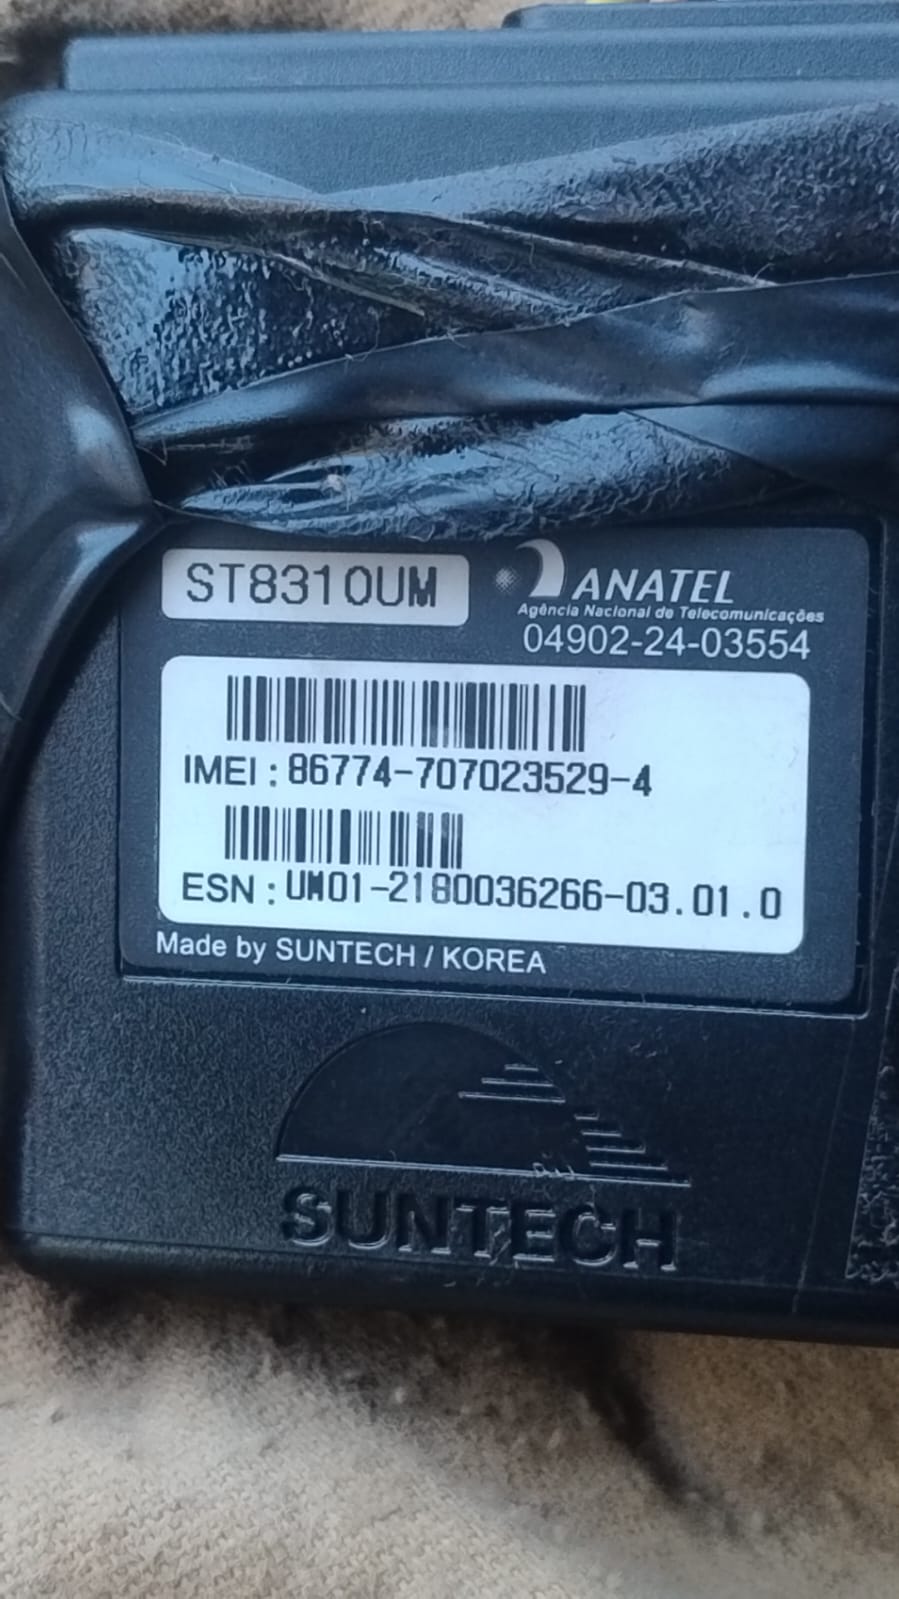 ST8310UM
ANATEL
Agência Nacional de Telecomunicações
04902-24-03554
IMEI : 86774-707023529-4
ESN : UM01-2180036266-03.01.0
Made by SUNTECH / KOREA
SUNTECH